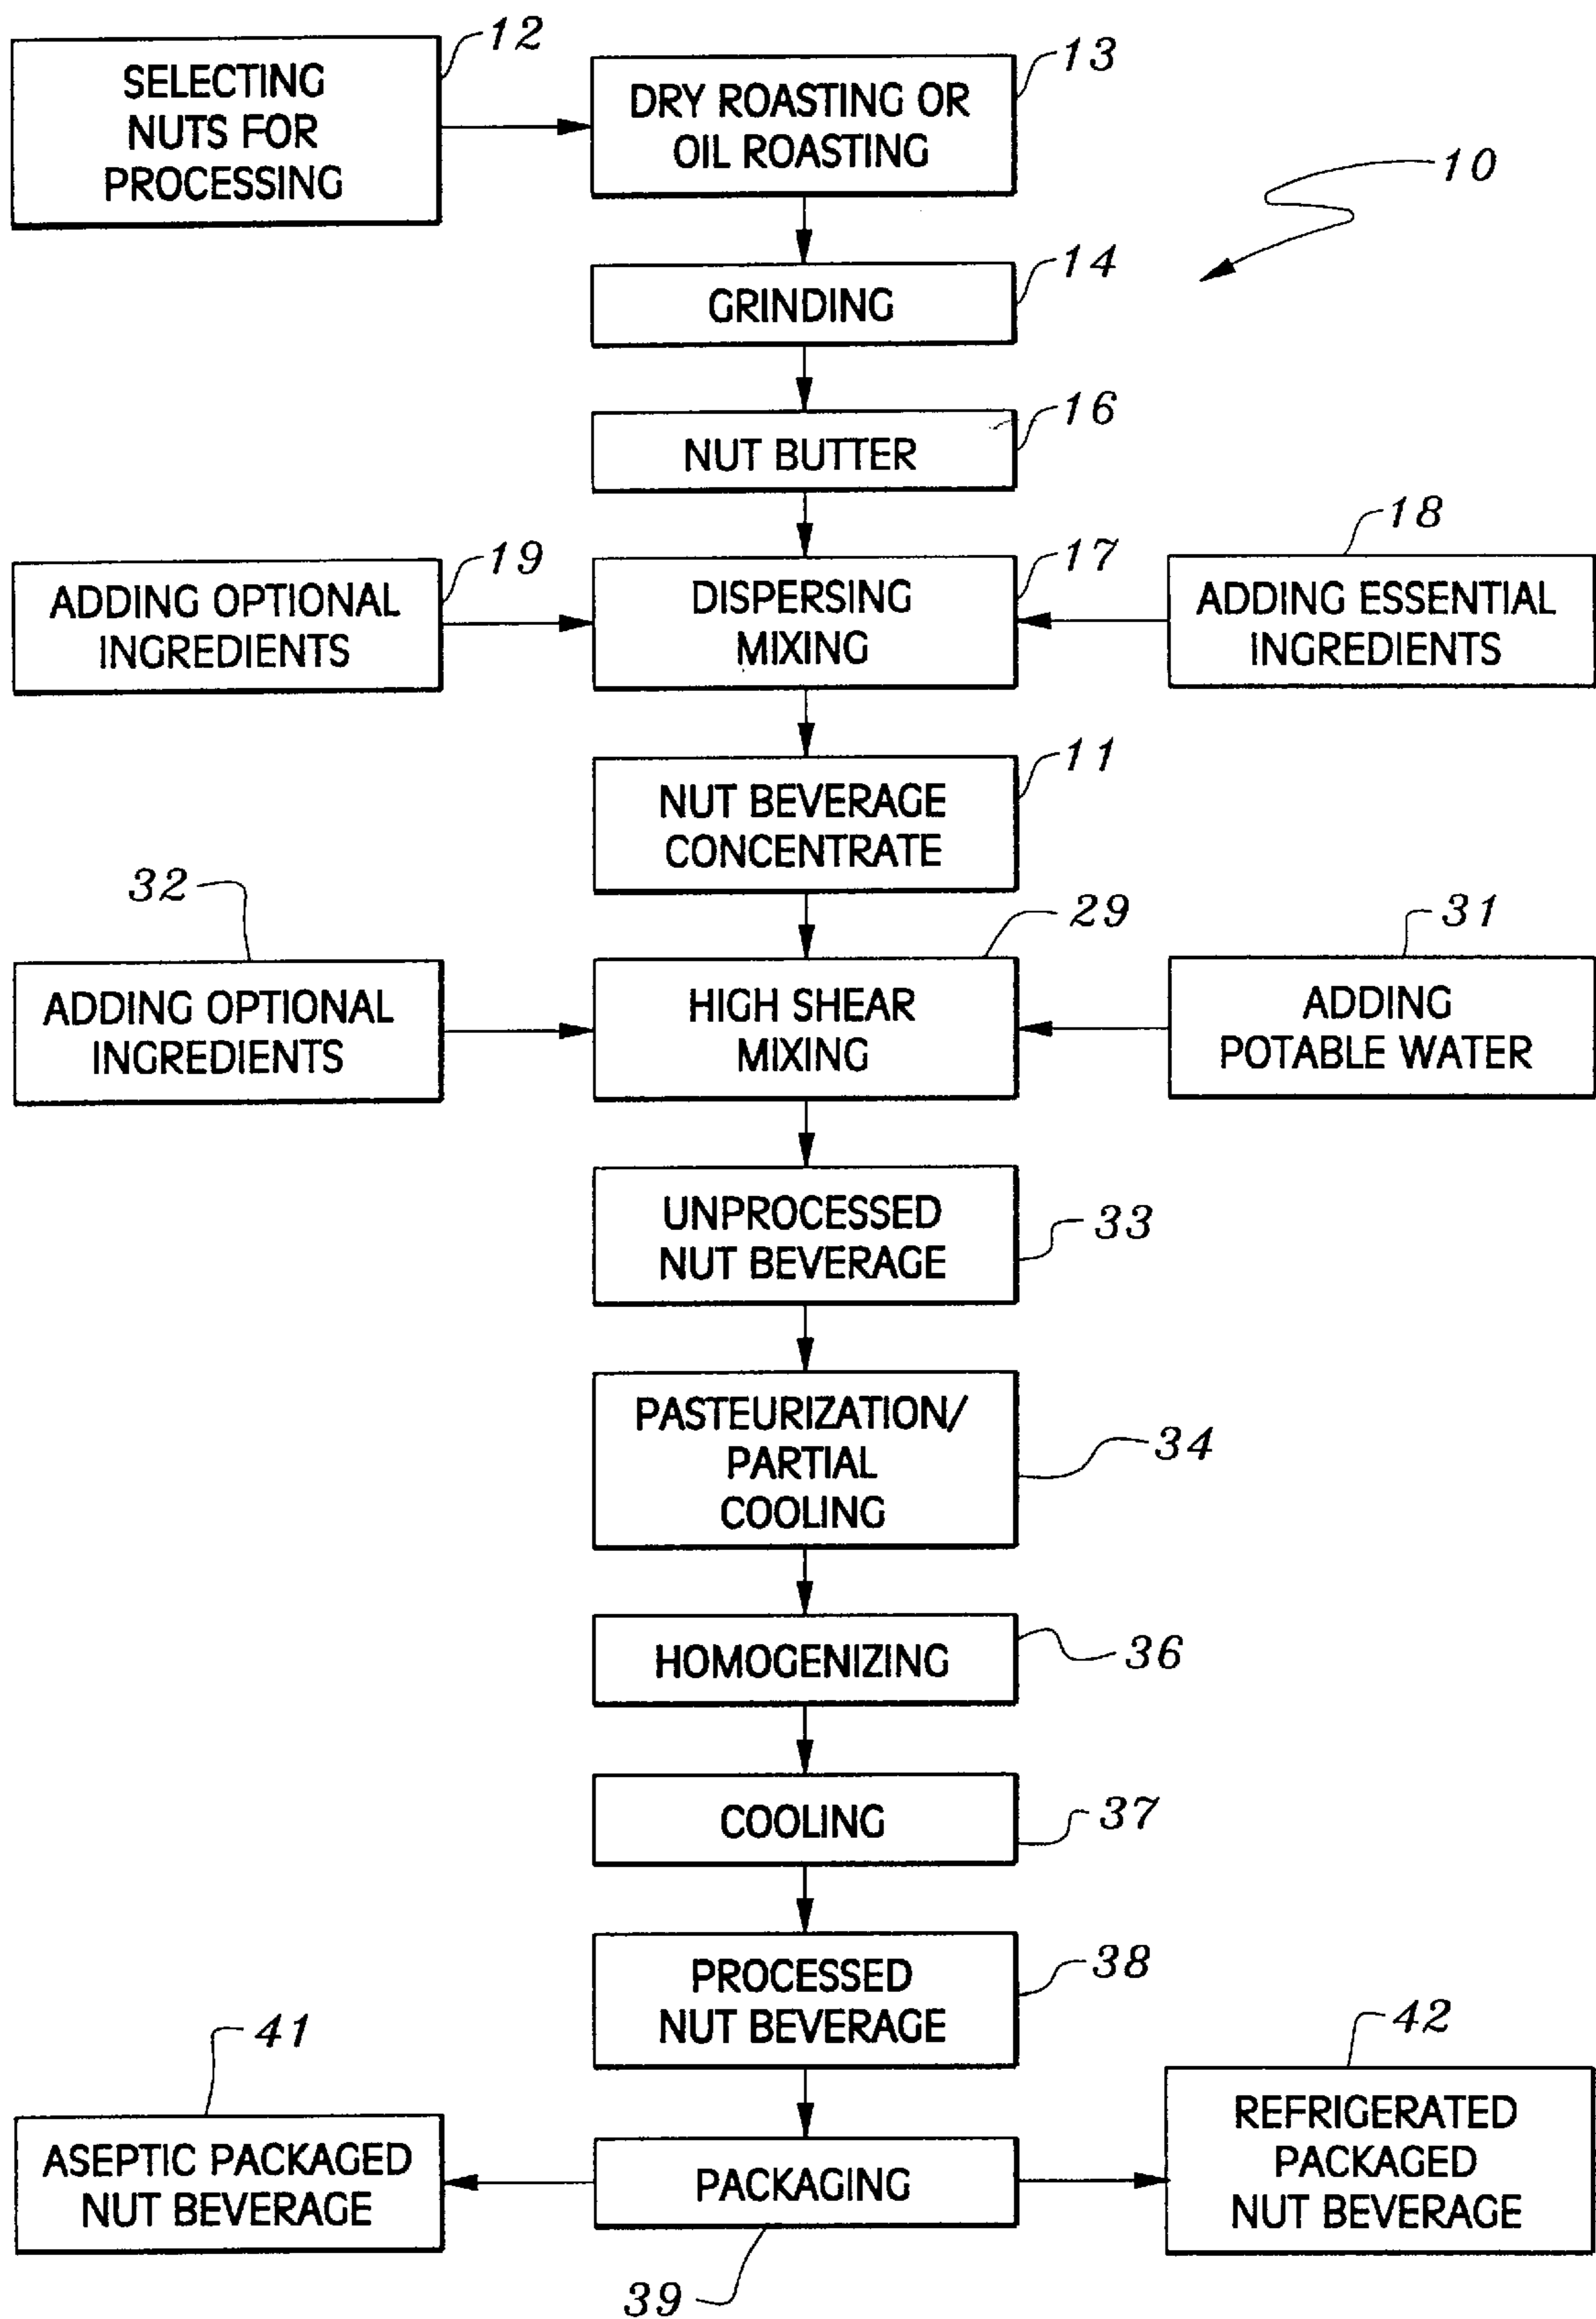 12
SELECTING
NUTS FOR
PROCESSING
13
DRY ROASTING OR
OIL ROASTING
10
14
GRINDING
16
NUT BUTTER
19
ADDING OPTIONAL
INGREDIENTS
17
DISPERSING
MIXING
18
ADDING ESSENTIAL
INGREDIENTS
11
NUT BEVERAGE
CONCENTRATE
32
ADDING OPTIONAL
INGREDIENTS
29
HIGH SHEAR
MIXING
31
ADDING
POTABLE WATER
UNPROCESSED
NUT BEVERAGE
33
PASTEURIZATION/
PARTIAL
COOLING
34
HOMOGENIZING
36
COOLING
37
PROCESSED
NUT BEVERAGE
38
41
ASEPTIC PACKAGED
NUT BEVERAGE
PACKAGING
39
42
REFRIGERATED
PACKAGED
NUT BEVERAGE